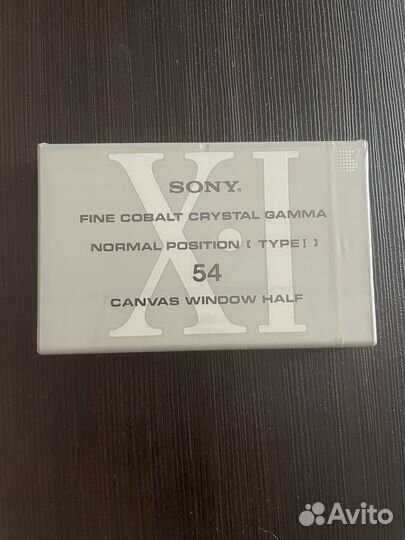 X·I
SONY.
FINE COBALT CRYSTAL GAMMA
NORMAL POSITION ( TYPE I )
54
CANVAS WINDOW HALF
Avito